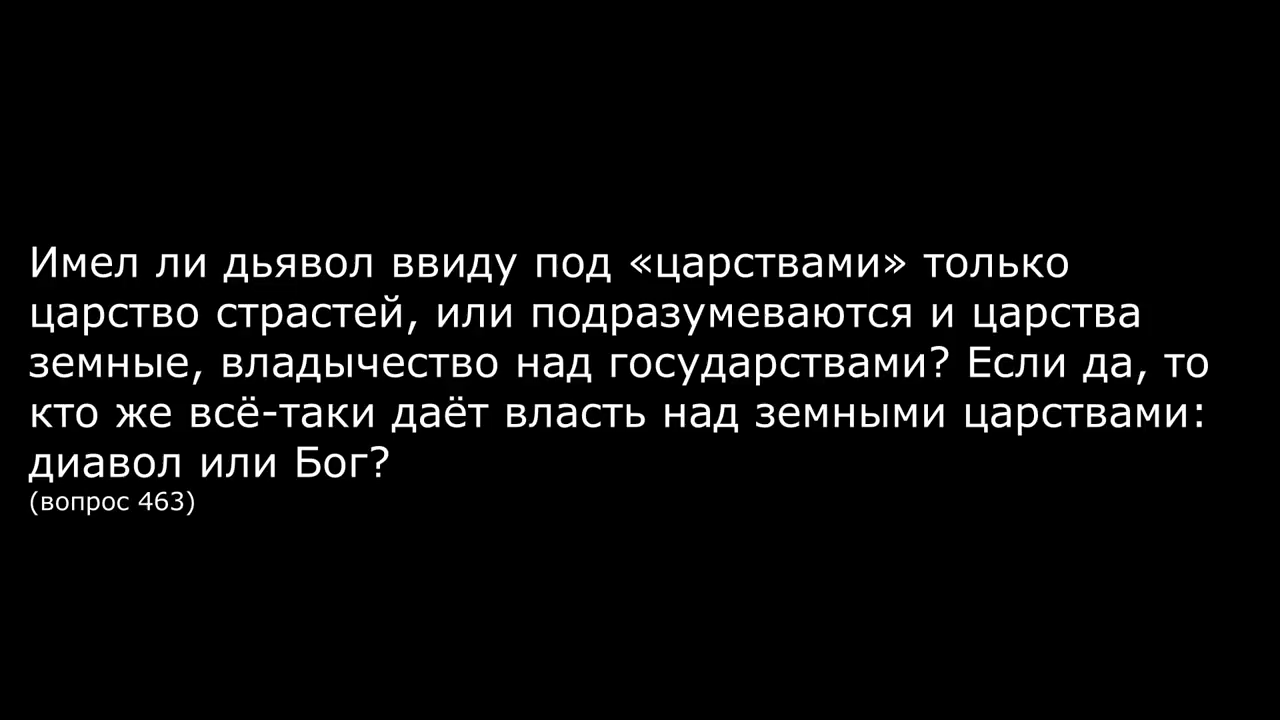 Имел ли дьявол ввиду под «царствами» только
царство страстей, или подразумеваются и царства
земные, владычество над государствами? Если да, то
кто же всё-таки даёт власть над земными царствами:
диавол или Бог?
(вопрос 463)